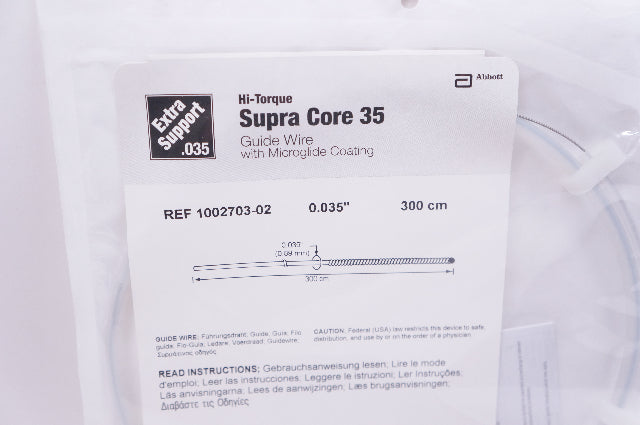 Abbott
Extra
Support
.035
Hi-Torque
Supra Core 35
Guide Wire
with Microglide Coating
REF 1002703-02 0.035" 300 cm
0.035"
(0.89 mm)
300 cm
GUIDE WIRE: Führungsdraht, Guide, Guía, Filo
guida, Fio-Guia, Ledare, Voerdraad, Guidewire,
Συρμάτινος οδηγός
CAUTION: Federal (USA) law restricts this device to sale,
distribution, and use by or on the order of a physician.
READ INSTRUCTIONS; Gebrauchsanweisung lesen; Lire le mode
d'emploi; Leer las instrucciones; Leggere le istruzioni; Ler Instruções;
Läs anvisningarna; Lees de aanwijzingen; Læs brugsanvisningen;
Διαβάστε τις Οδηγίες